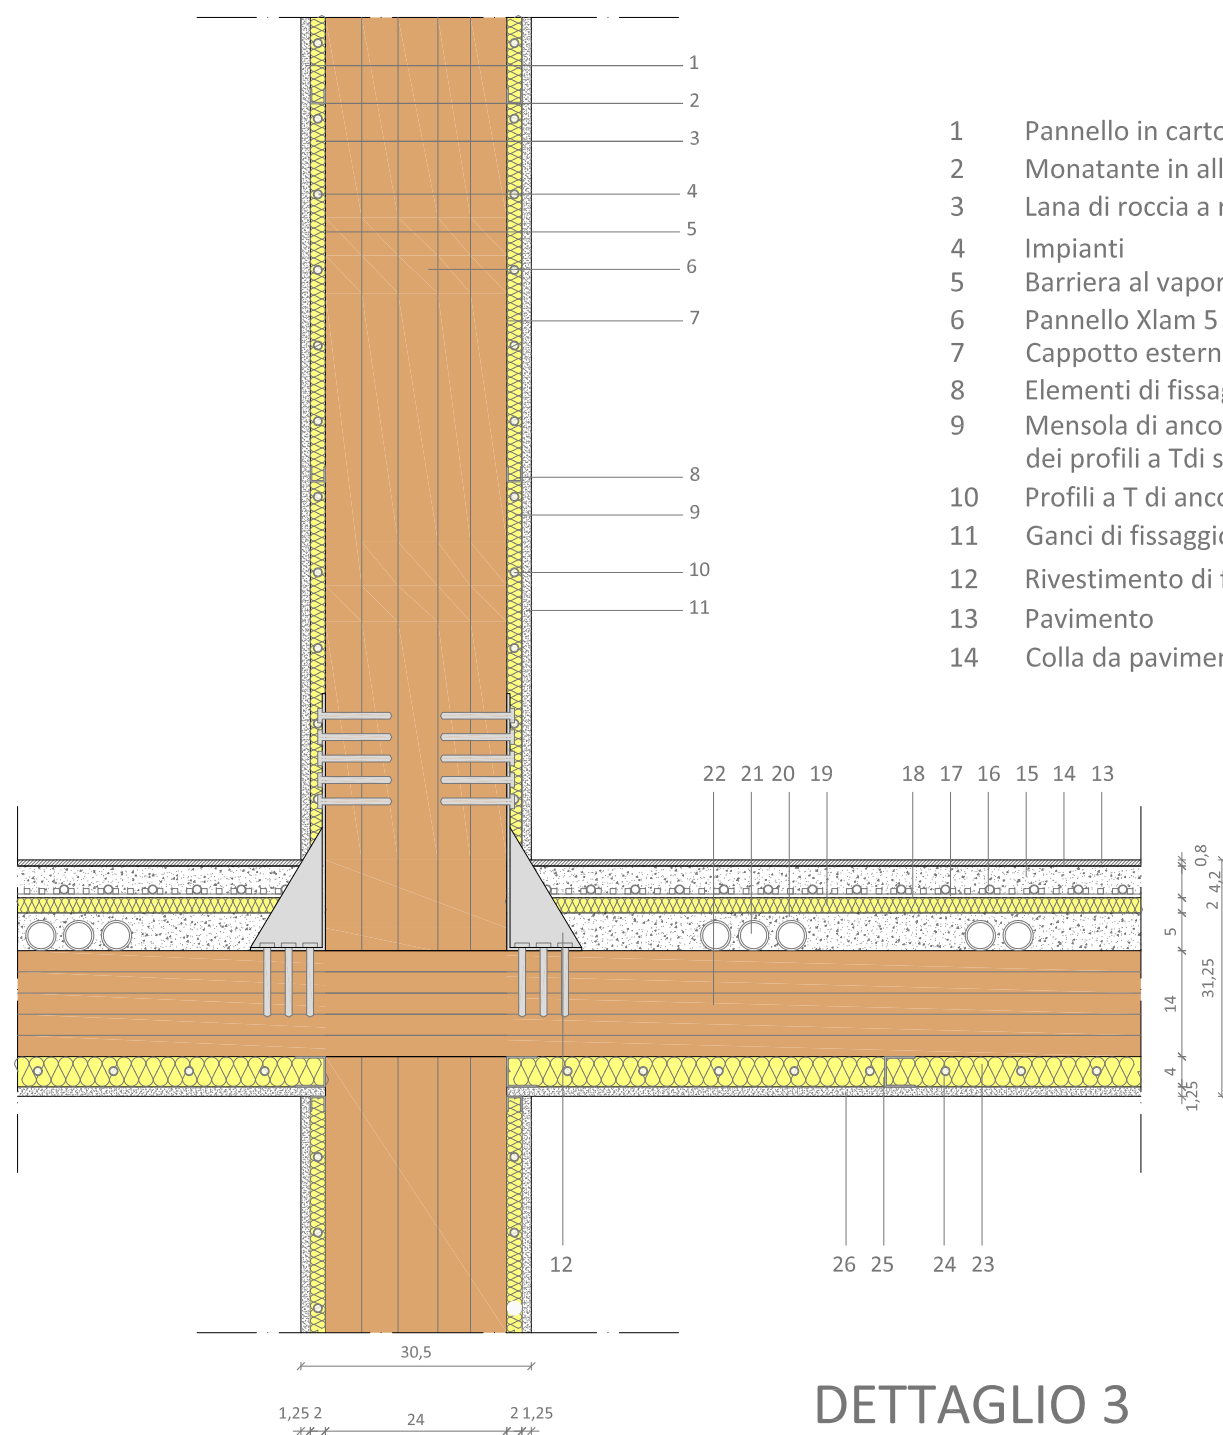 1
2
3
4
5
6
7
8
9
10
11
1 Pannello in carto
2 Monatante in all
3 Lana di roccia a
4 Impianti
5 Barriera al vapor
6 Pannello Xlam 5
7 Cappotto estern
8 Elementi di fissag
9 Mensola di anco
dei profili a Tdi s
10 Profili a T di anco
11 Ganci di fissaggio
12 Rivestimento di f
13 Pavimento
14 Colla da pavimen
22 21 20 19 18 17 16 15 14 13
0,8
4,2
2
5
14
4
1,25
31,25
12 26 25 24 23
30,5
1,25 2 24 2 1,25
DETTAGLIO 3